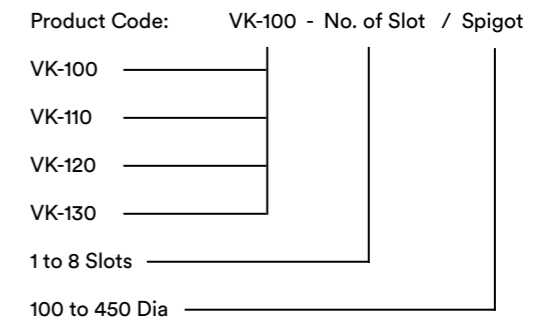 Product Code: VK-100 - No. of Slot / Spigot
VK-100
VK-110
VK-120
VK-130
1 to 8 Slots
100 to 450 Dia